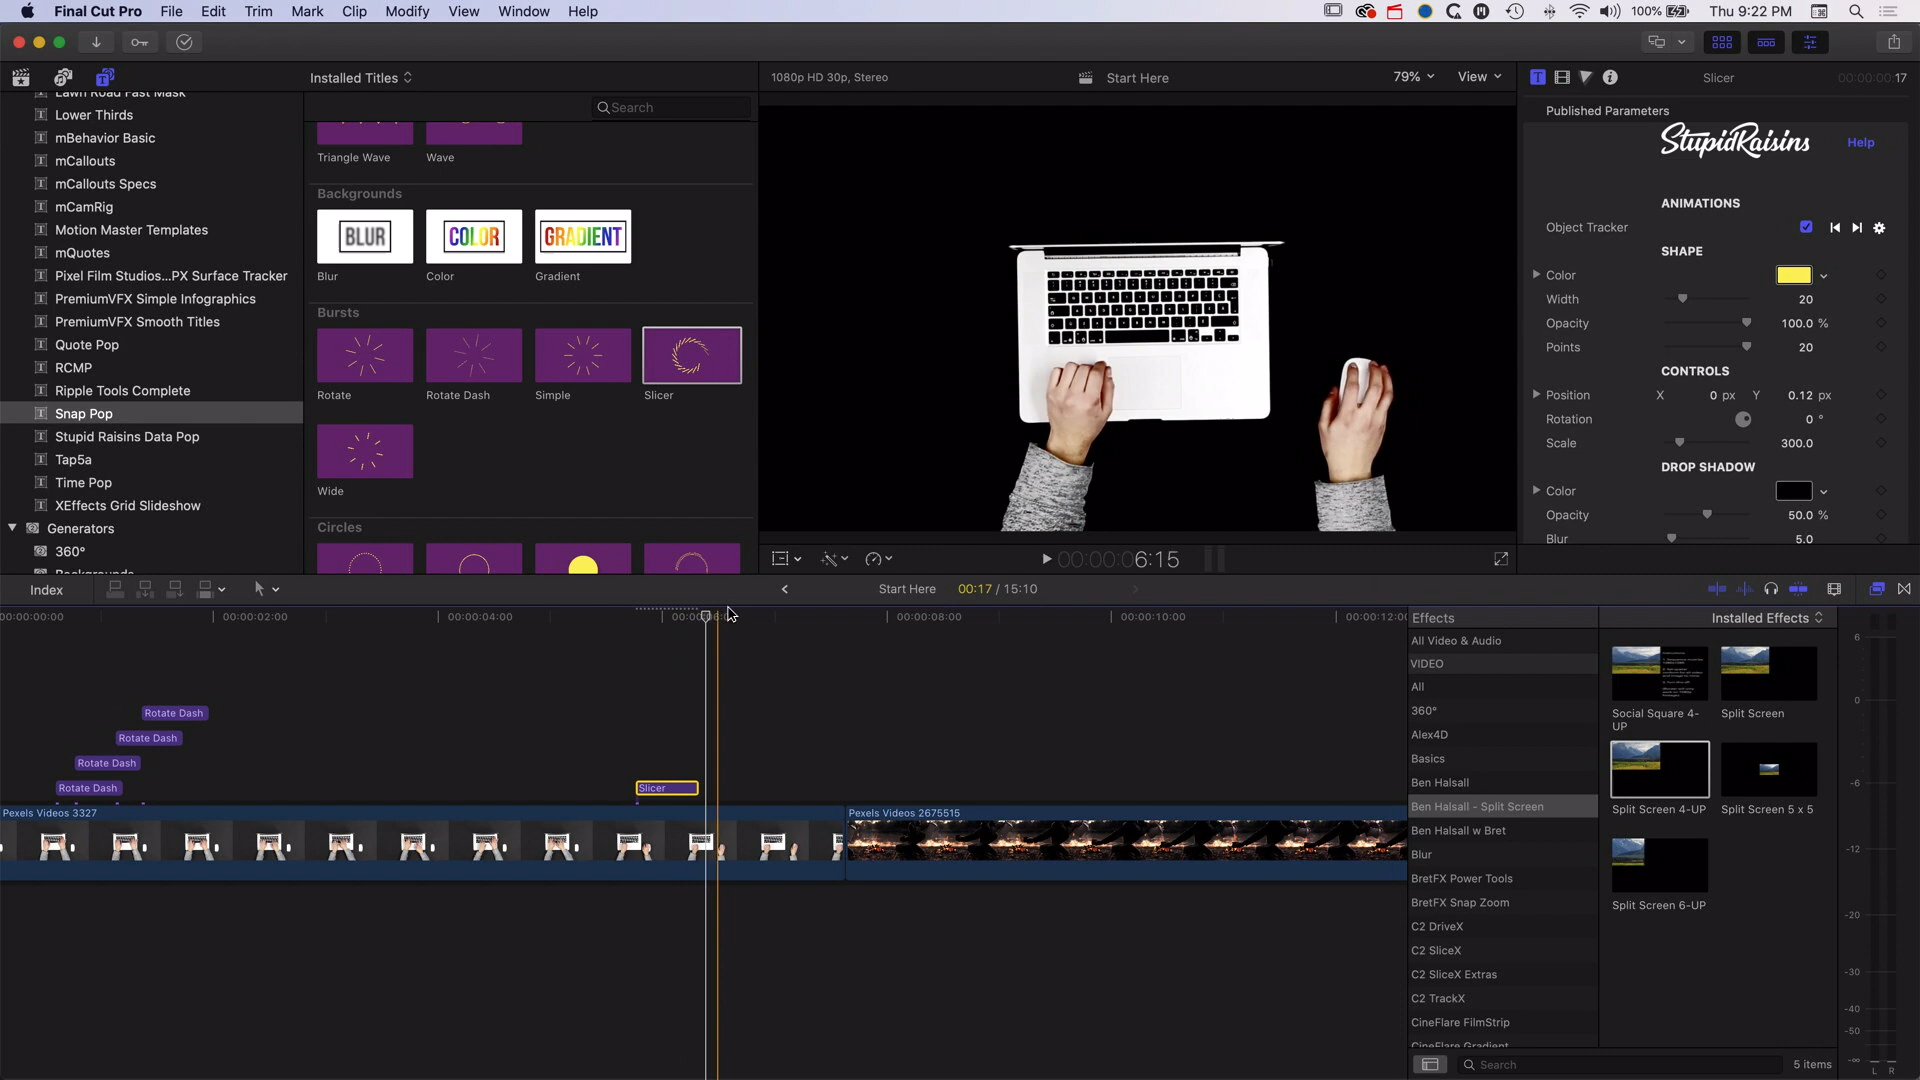 Final Cut Pro File Edit Trim Mark Clip Modify View Window Help 100% Thu 9:22 PM
Installed Titles
1080p HD 30p, Stereo
Start Here
79%
View
Slicer
00:00:00:17
Lawn Road Fast Mask
Lower Thirds
mBehavior Basic
mCallouts
mCallouts Specs
mCamRig
Motion Master Templates
mQuotes
Pixel Film Studios...PX Surface Tracker
PremiumVFX Simple Infographics
PremiumVFX Smooth Titles
Quote Pop
RCMP
Ripple Tools Complete
Snap Pop
Stupid Raisins Data Pop
Tap5a
Time Pop
XEffects Grid Slideshow
Generators
360°
Backgrounds
Search
Triangle Wave
Wave
Backgrounds
BLUR
COLOR
GRADIENT
Blur
Color
Gradient
Bursts
Rotate
Rotate Dash
Simple
Slicer
Wide
Circles
Published Parameters
StupidRaisins
Help
ANIMATIONS
Object Tracker
SHAPE
Color
Width 20
Opacity 100.0 %
Points 20
CONTROLS
Position X 0 px Y 0.12 px
Rotation 0 °
Scale 300.0
DROP SHADOW
Color
Opacity 50.0 %
Blur 5.0
00:00:06:15
Index
Start Here
00:17 / 15:10
00:00:00:00
00:00:02:00
00:00:04:00
00:00:08:00
00:00:10:00
00:00:12:00
Rotate Dash
Rotate Dash
Rotate Dash
Rotate Dash
Slicer
Pexels Videos 3327
Pexels Videos 2675515
Effects
Installed Effects
All Video & Audio
VIDEO
All
360°
Alex4D
Basics
Ben Halsall
Ben Halsall - Split Screen
Ben Halsall w Bret
Blur
BretFX Power Tools
BretFX Snap Zoom
C2 DriveX
C2 SliceX
C2 SliceX Extras
C2 TrackX
CineFlare FilmStrip
CineFlare Gradient
Social Square 4-
UP
Split Screen
Split Screen 4-UP
Split Screen 5 x 5
Split Screen 6-UP
Search
5 items
6
0
-6
-12
-20
-30
-40
-50
-∞
L R